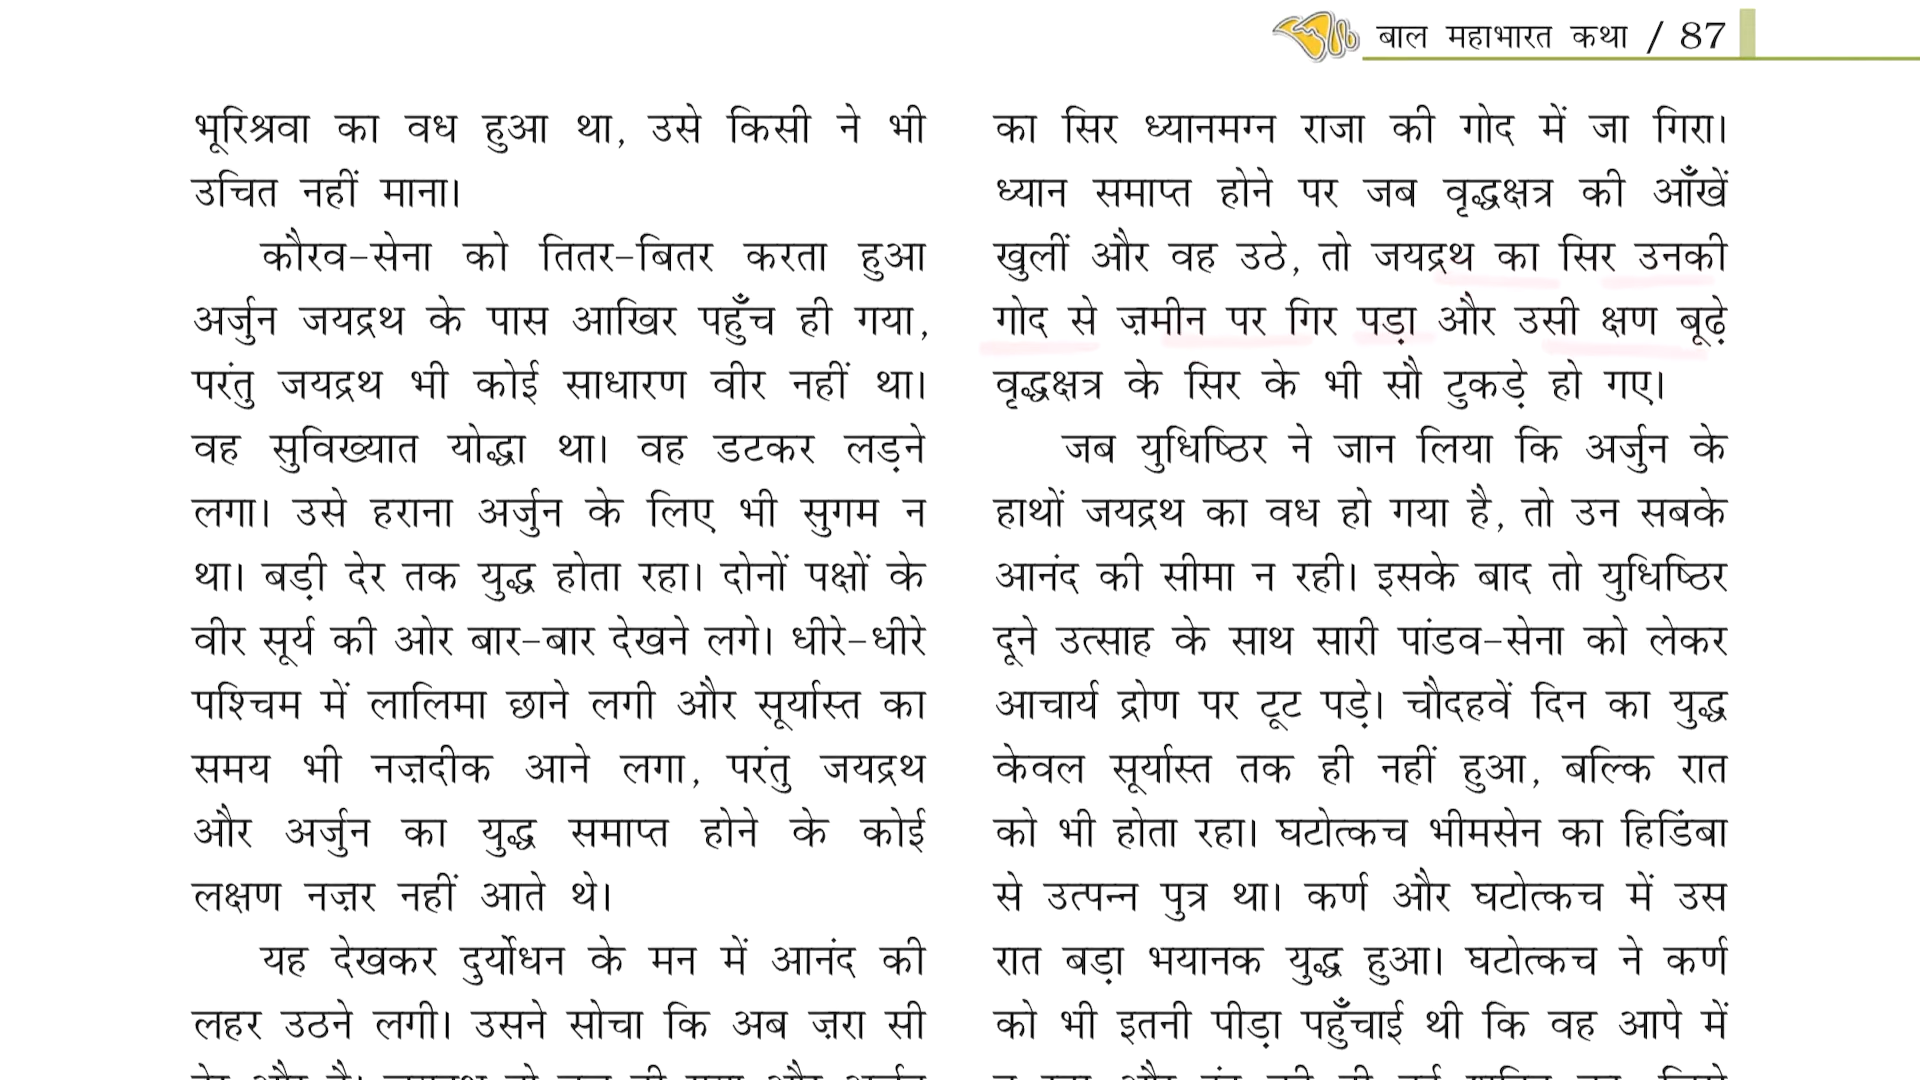 बाल महाभारत कथा / 87
भूरिश्रवा का वध हुआ था, उसे किसी ने भी
उचित नहीं माना।
कौरव-सेना को तितर-बितर करता हुआ
अर्जुन जयद्रथ के पास आखिर पहुँच ही गया,
परंतु जयद्रथ भी कोई साधारण वीर नहीं था।
वह सुविख्यात योद्धा था। वह डटकर लड़ने
लगा। उसे हराना अर्जुन के लिए भी सुगम न
था। बड़ी देर तक युद्ध होता रहा। दोनों पक्षों के
वीर सूर्य की ओर बार-बार देखने लगे। धीरे-धीरे
पश्चिम में लालिमा छाने लगी और सूर्यास्त का
समय भी नज़दीक आने लगा, परंतु जयद्रथ
और अर्जुन का युद्ध समाप्त होने के कोई
लक्षण नज़र नहीं आते थे।
यह देखकर दुर्योधन के मन में आनंद की
लहर उठने लगी। उसने सोचा कि अब ज़रा सी
का सिर ध्यानमग्न राजा की गोद में जा गिरा।
ध्यान समाप्त होने पर जब वृद्धक्षत्र की आँखें
खुलीं और वह उठे, तो जयद्रथ का सिर उनकी
गोद से ज़मीन पर गिर पड़ा और उसी क्षण बूढ़े
वृद्धक्षत्र के सिर के भी सौ टुकड़े हो गए।
जब युधिष्ठिर ने जान लिया कि अर्जुन के
हाथों जयद्रथ का वध हो गया है, तो उन सबके
आनंद की सीमा न रही। इसके बाद तो युधिष्ठिर
दूने उत्साह के साथ सारी पांडव-सेना को लेकर
आचार्य द्रोण पर टूट पड़े। चौदहवें दिन का युद्ध
केवल सूर्यास्त तक ही नहीं हुआ, बल्कि रात
को भी होता रहा। घटोत्कच भीमसेन का हिडिंबा
से उत्पन्न पुत्र था। कर्ण और घटोत्कच में उस
रात बड़ा भयानक युद्ध हुआ। घटोत्कच ने कर्ण
को भी इतनी पीड़ा पहुँचाई थी कि वह आपे में